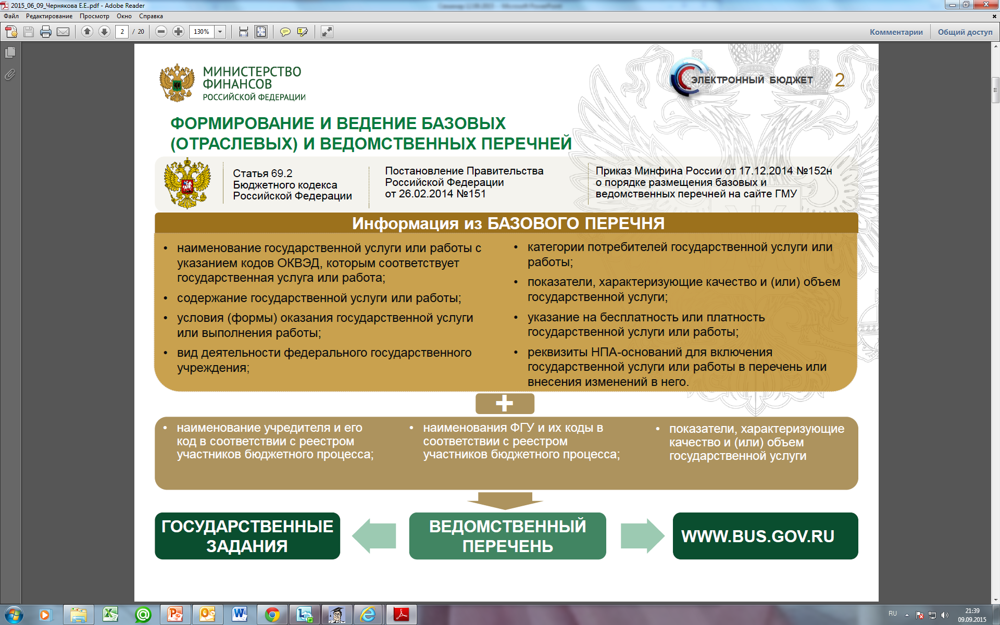 2015_06_09_Чернякова Е.Е..pdf - Adobe Reader
Файл Редактирование Просмотр Окно Справка
2 / 20 130% Комментарии Общий доступ
МИНИСТЕРСТВО
ФИНАНСОВ
РОССИЙСКОЙ ФЕДЕРАЦИИ
ЭЛЕКТРОННЫЙ БЮДЖЕТ 2
ФОРМИРОВАНИЕ И ВЕДЕНИЕ БАЗОВЫХ
(ОТРАСЛЕВЫХ) И ВЕДОМСТВЕННЫХ ПЕРЕЧНЕЙ
Статья 69.2
Бюджетного кодекса
Российской Федерации
Постановление Правительства
Российской Федерации
от 26.02.2014 №151
Приказ Минфина России от 17.12.2014 №152н
о порядке размещения базовых и
ведомственных перечней на сайте ГМУ
Информация из БАЗОВОГО ПЕРЕЧНЯ
• наименование государственной услуги или работы с
указанием кодов ОКВЭД, которым соответствует
государственная услуга или работа;
• содержание государственной услуги или работы;
• условия (формы) оказания государственной услуги
или выполнения работы;
• вид деятельности федерального государственного
учреждения;
• категории потребителей государственной услуги или
работы;
• показатели, характеризующие качество и (или) объем
государственной услуги;
• указание на бесплатность или платность
государственной услуги или работы;
• реквизиты НПА-оснований для включения
государственной услуги или работы в перечень или
внесения изменений в него.
+
• наименование учредителя и его
код в соответствии с реестром
участников бюджетного процесса;
• наименования ФГУ и их коды в
соответствии с реестром
участников бюджетного процесса;
• показатели, характеризующие
качество и (или) объем
государственной услуги
ГОСУДАРСТВЕННЫЕ
ЗАДАНИЯ
ВЕДОМСТВЕННЫЙ
ПЕРЕЧЕНЬ
WWW.BUS.GOV.RU
RU
21:39
09.09.2015